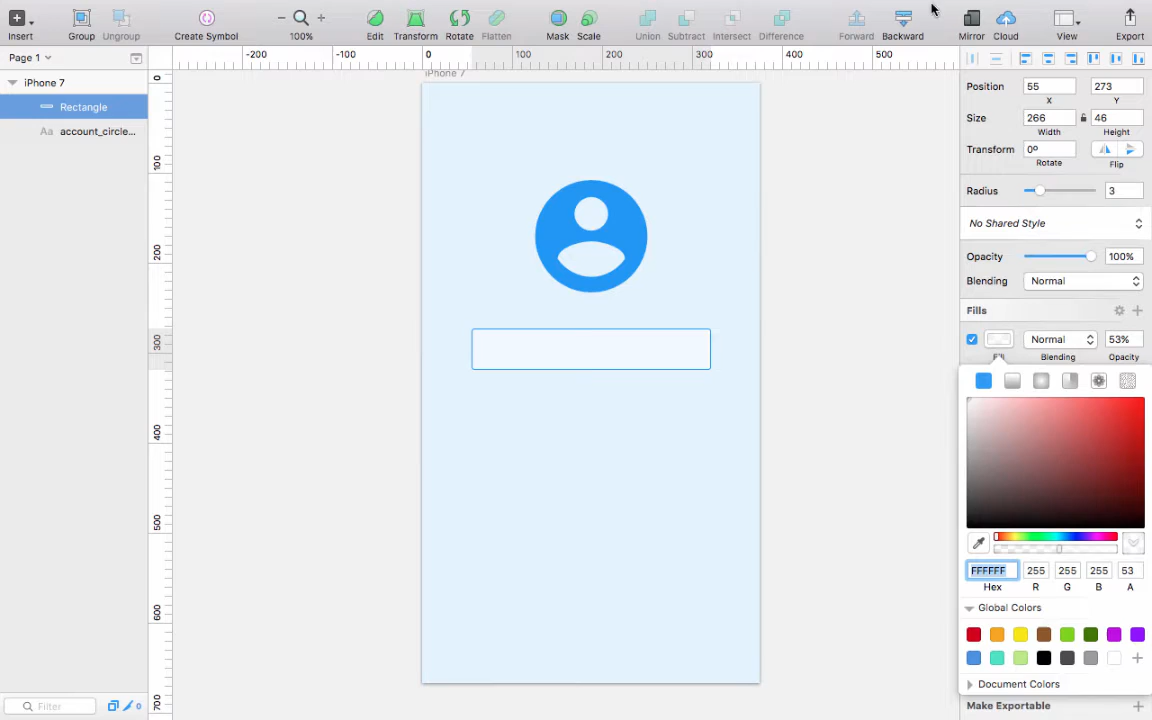 Insert Group Ungroup Create Symbol 100% Edit Transform Rotate Flatten Mask Scale Union Subtract Intersect Difference Forward Backward Mirror Cloud View Export
Page 1
-200 -100 0 100 200 300 400 500
iPhone 7
iPhone 7
Rectangle
Aa account_circle...
0
100
200
300
400
500
600
700
Filter 0
Position 55 273
X Y
Size 266 46
Width Height
Transform 0º
Rotate Flip
Radius 3
No Shared Style
Opacity 100%
Blending Normal
Fills
Normal 53%
Fill Blending Opacity
FFFFFF 255 255 255 53
Hex R G B A
Global Colors
Document Colors
Make Exportable